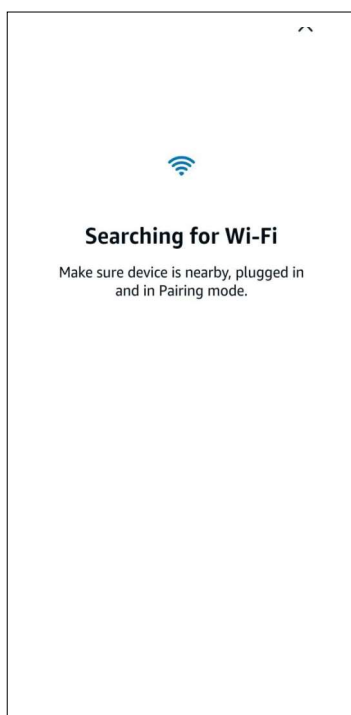 Searching for Wi-Fi
Make sure device is nearby, plugged in
and in Pairing mode.